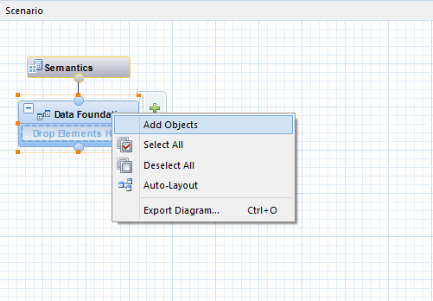 Scenario
Semantics
Data Foundati
Drop Elements H
Add Objects
Select All
Deselect All
Auto-Layout
Export Diagram... Ctrl+O